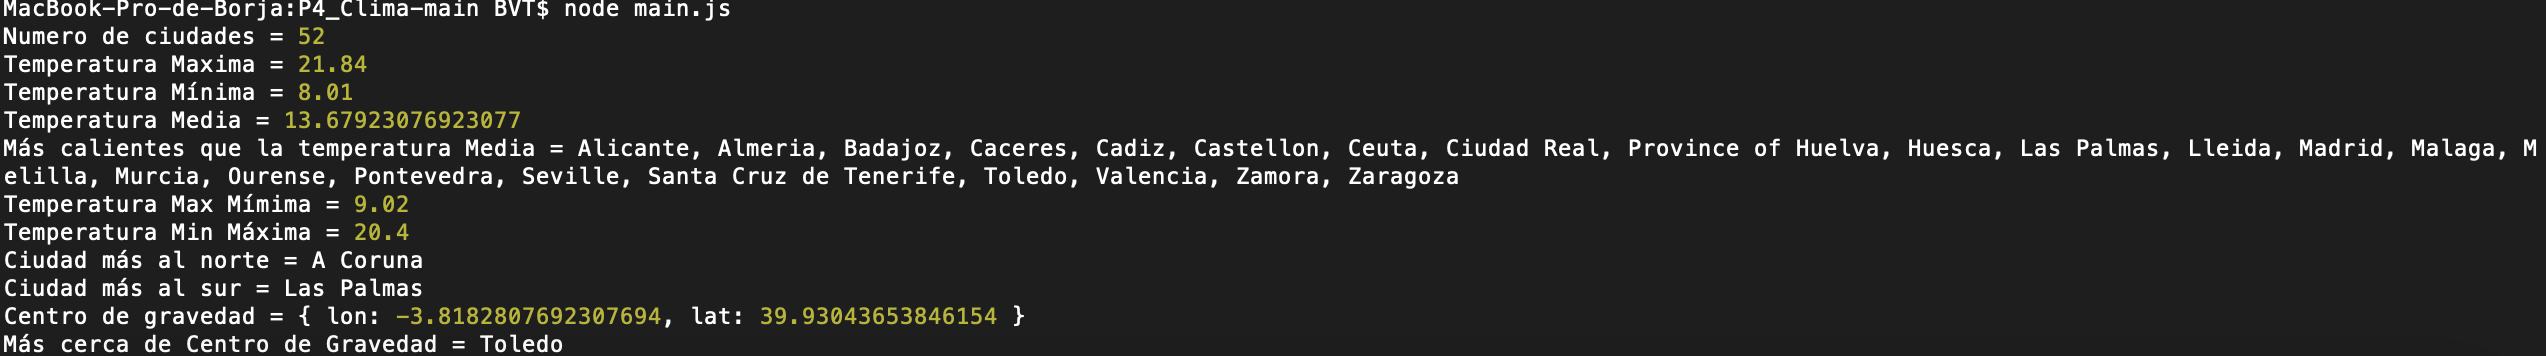 MacBook-Pro-de-Borja:P4_Clima-main BVT$ node main.js
Numero de ciudades = 52
Temperatura Maxima = 21.84
Temperatura Mínima = 8.01
Temperatura Media = 13.67923076923077
Más calientes que la temperatura Media = Alicante, Almeria, Badajoz, Caceres, Cadiz, Castellon, Ceuta, Ciudad Real, Province of Huelva, Huesca, Las Palmas, Lleida, Madrid, Malaga, M
elilla, Murcia, Ourense, Pontevedra, Seville, Santa Cruz de Tenerife, Toledo, Valencia, Zamora, Zaragoza
Temperatura Max Mímima = 9.02
Temperatura Min Máxima = 20.4
Ciudad más al norte = A Coruna
Ciudad más al sur = Las Palmas
Centro de gravedad = { lon: -3.8182807692307694, lat: 39.93043653846154 }
Más cerca de Centro de Gravedad = Toledo